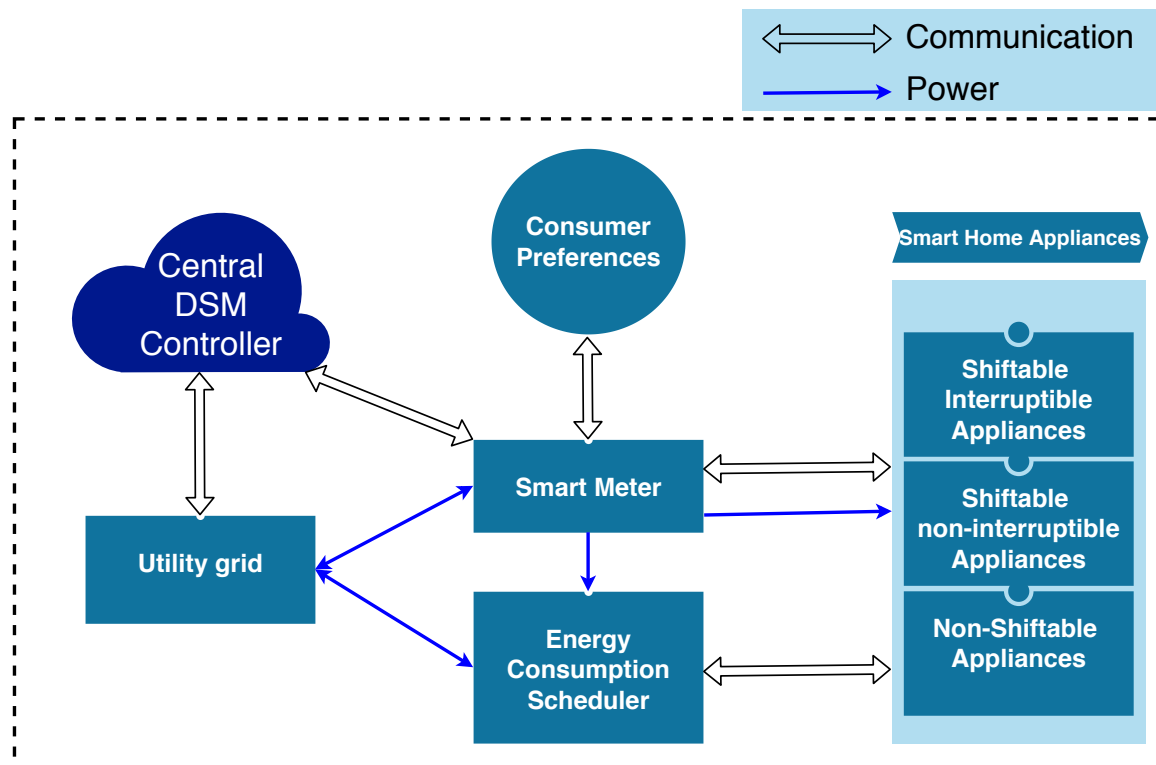 Communication
Power
Consumer
Preferences
Smart Home Appliances
Central
DSM
Controller
Shiftable
Interruptible
Appliances
Smart Meter
Shiftable
non-interruptible
Appliances
Utility grid
Energy
Consumption
Scheduler
Non-Shiftable
Appliances